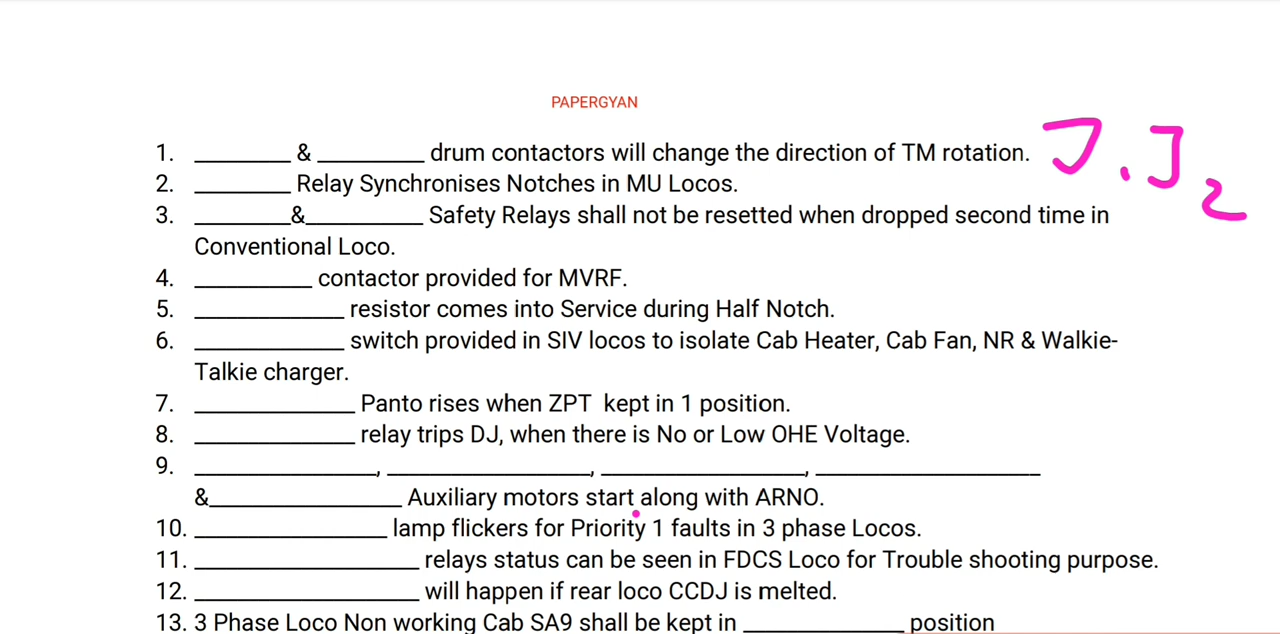 PAPERGYAN
1. _________ & __________ drum contactors will change the direction of TM rotation. J.J2
2. _________ Relay Synchronises Notches in MU Locos.
3. _________&___________ Safety Relays shall not be resetted when dropped second time in
Conventional Loco.
4. ___________ contactor provided for MVRF.
5. ______________ resistor comes into Service during Half Notch.
6. ______________ switch provided in SIV locos to isolate Cab Heater, Cab Fan, NR & Walkie-
Talkie charger.
7. _______________ Panto rises when ZPT kept in 1 position.
8. _______________ relay trips DJ, when there is No or Low OHE Voltage.
9. _________________, ___________________, ___________________, _____________________
&__________________ Auxiliary motors start along with ARNO.
10. __________________ lamp flickers for Priority 1 faults in 3 phase Locos.
11. _____________________ relays status can be seen in FDCS Loco for Trouble shooting purpose.
12. _____________________ will happen if rear loco CCDJ is melted.
13. 3 Phase Loco Non working Cab SA9 shall be kept in _______________ position